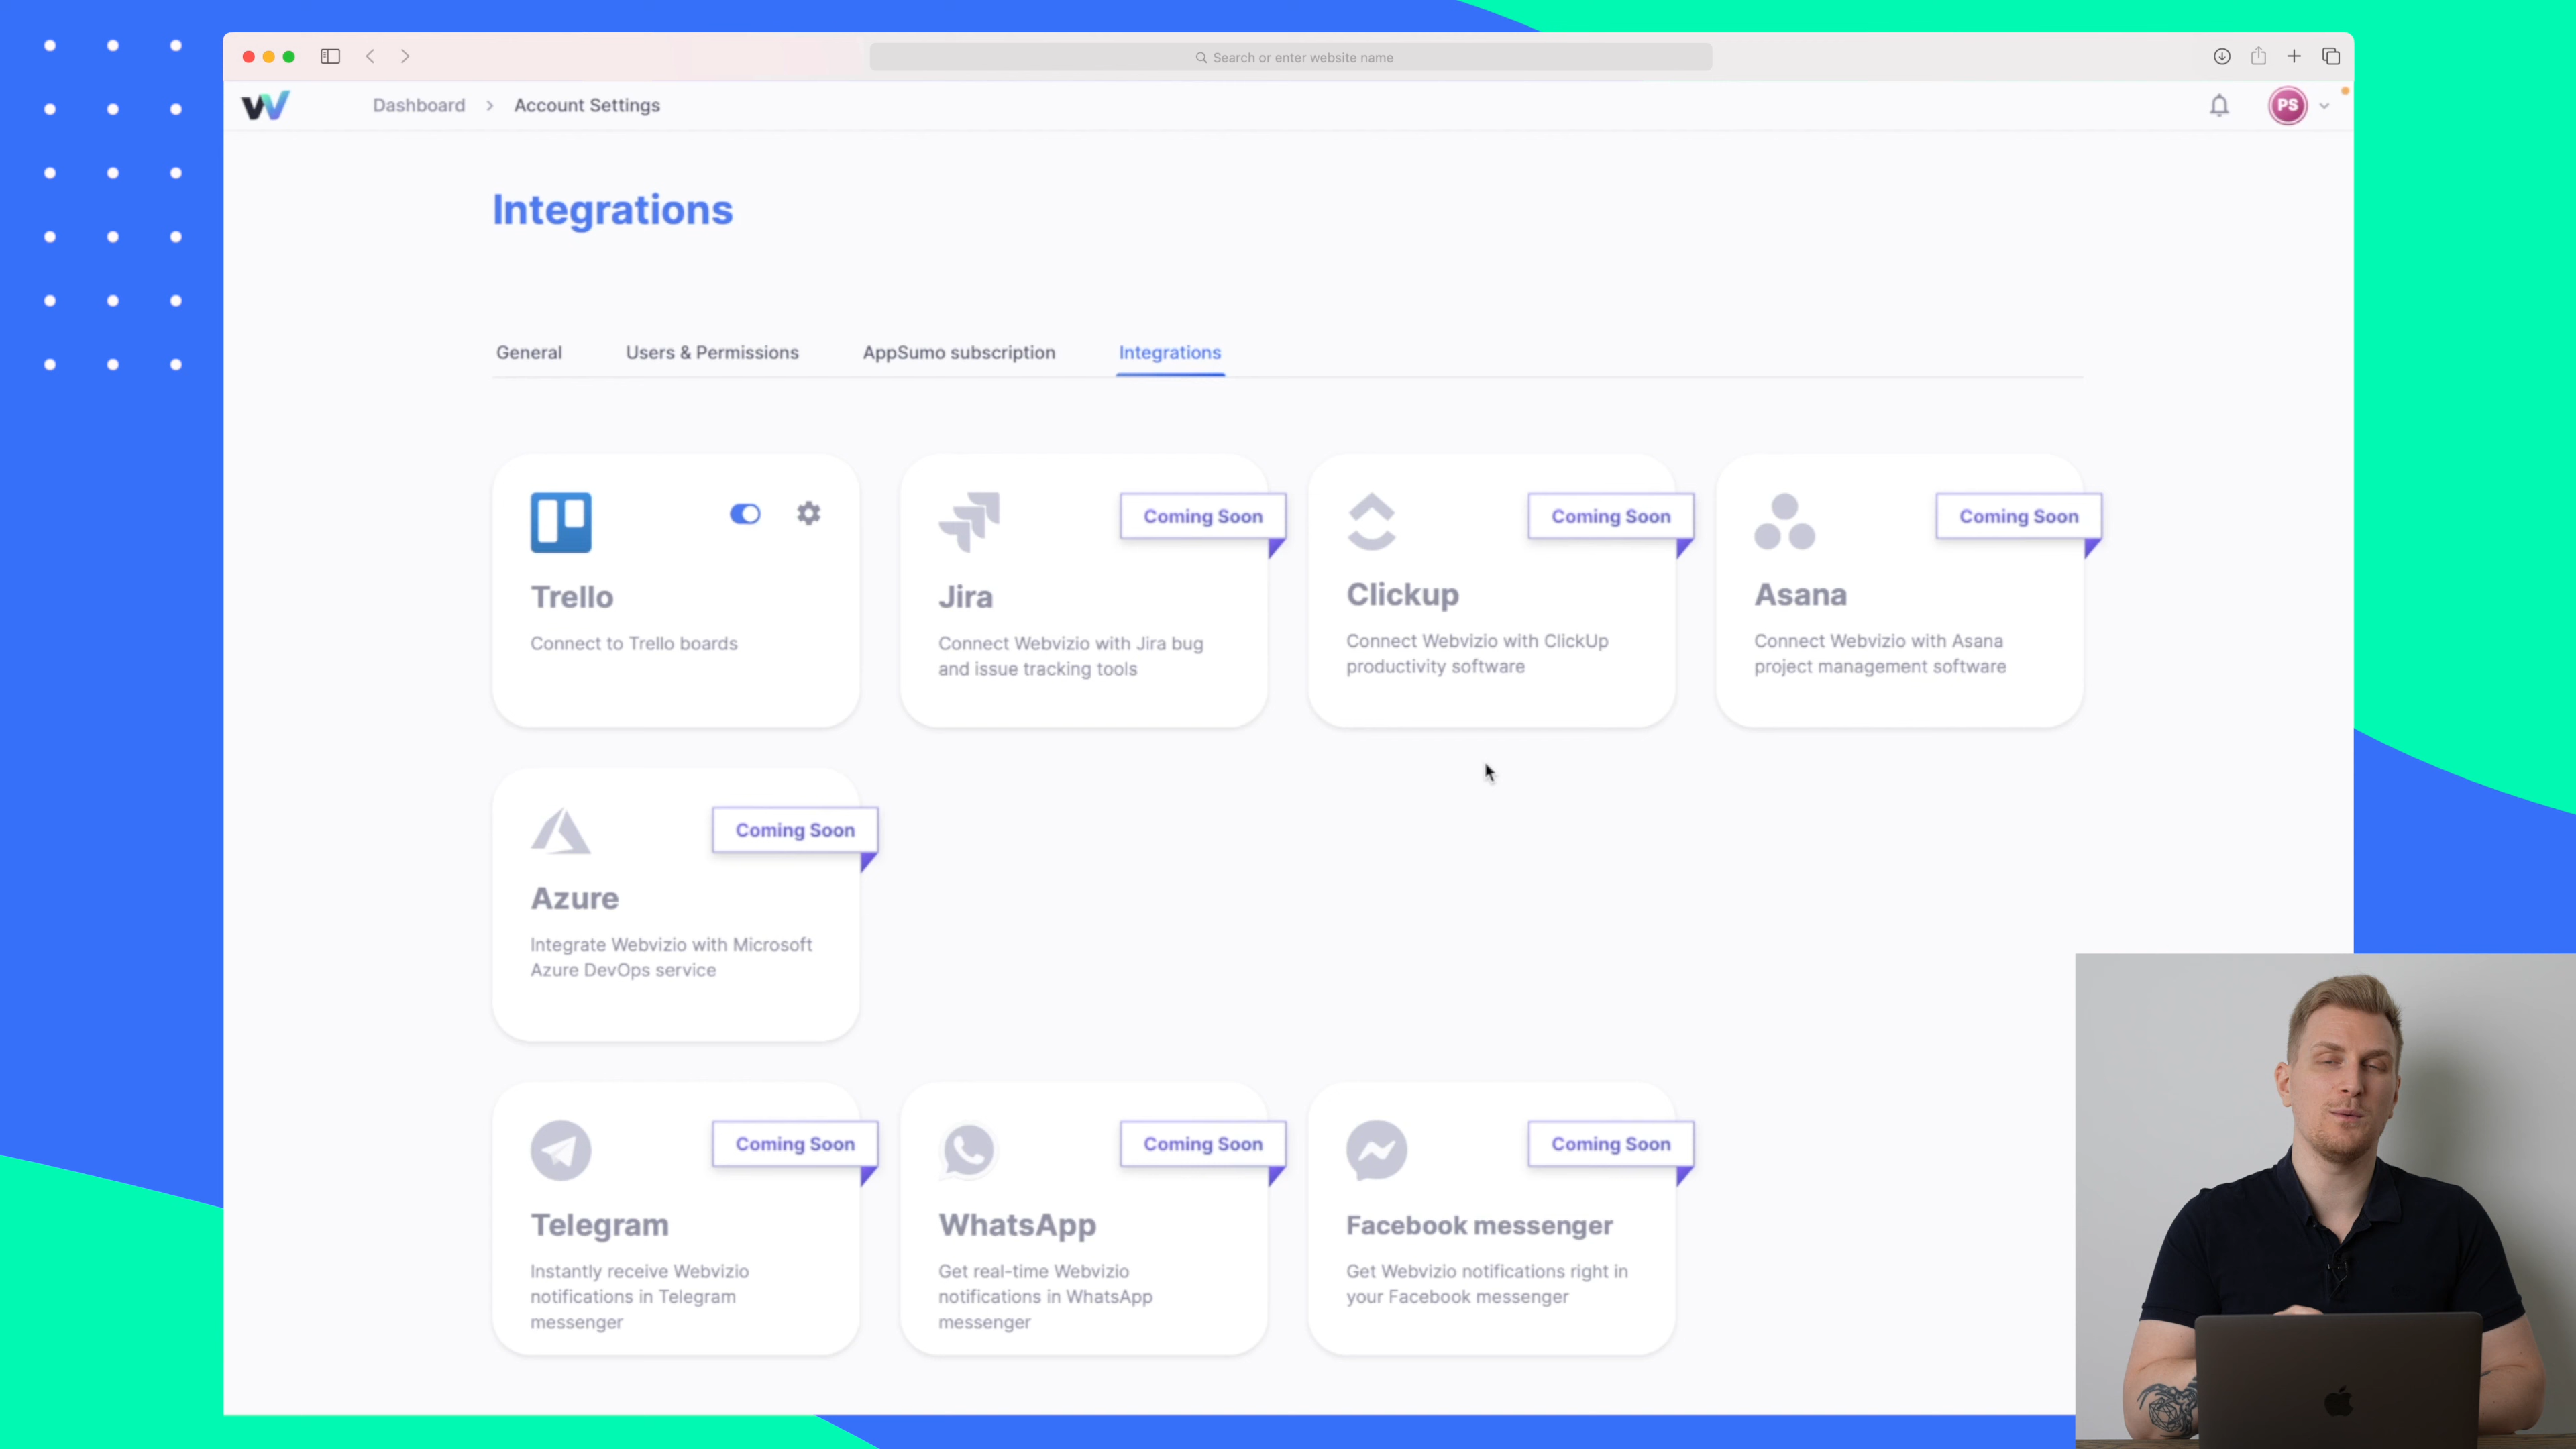 Search or enter website name
Dashboard > Account Settings
PS
Integrations
General Users & Permissions AppSumo subscription Integrations
Trello
Connect to Trello boards
Coming Soon
Jira
Connect Webvizio with Jira bug
and issue tracking tools
Coming Soon
Clickup
Connect Webvizio with ClickUp
productivity software
Coming Soon
Asana
Connect Webvizio with Asana
project management software
Coming Soon
Azure
Integrate Webvizio with Microsoft
Azure DevOps service
Coming Soon
Telegram
Instantly receive Webvizio
notifications in Telegram
messenger
Coming Soon
WhatsApp
Get real-time Webvizio
notifications in WhatsApp
messenger
Coming Soon
Facebook messenger
Get Webvizio notifications right in
your Facebook messenger